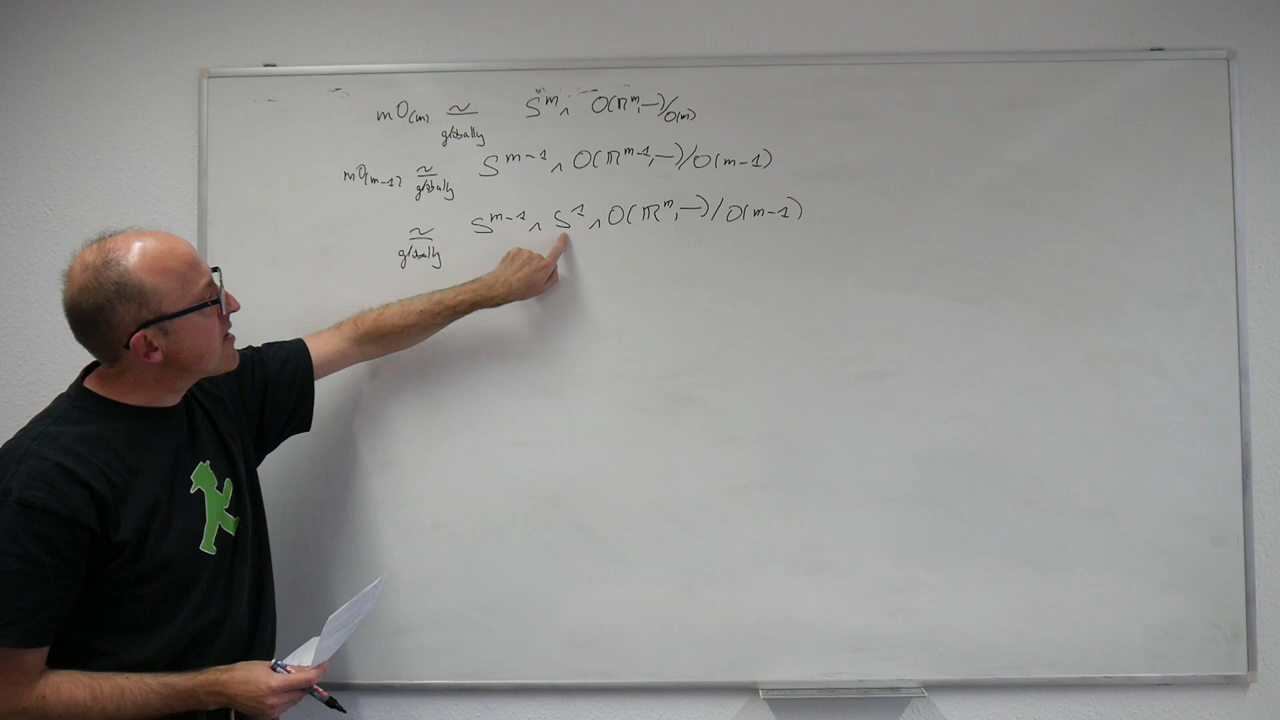 mO(m) ≃ globally S^m ∧ O(ℝ^m,—)/O(m)
mO(m-1) ≃ globally S^{m-1} ∧ O(ℝ^{m-1},—)/O(m-1)
≃ globally S^{m-1} ∧ S^1 ∧ O(ℝ^m,—)/O(m-1)